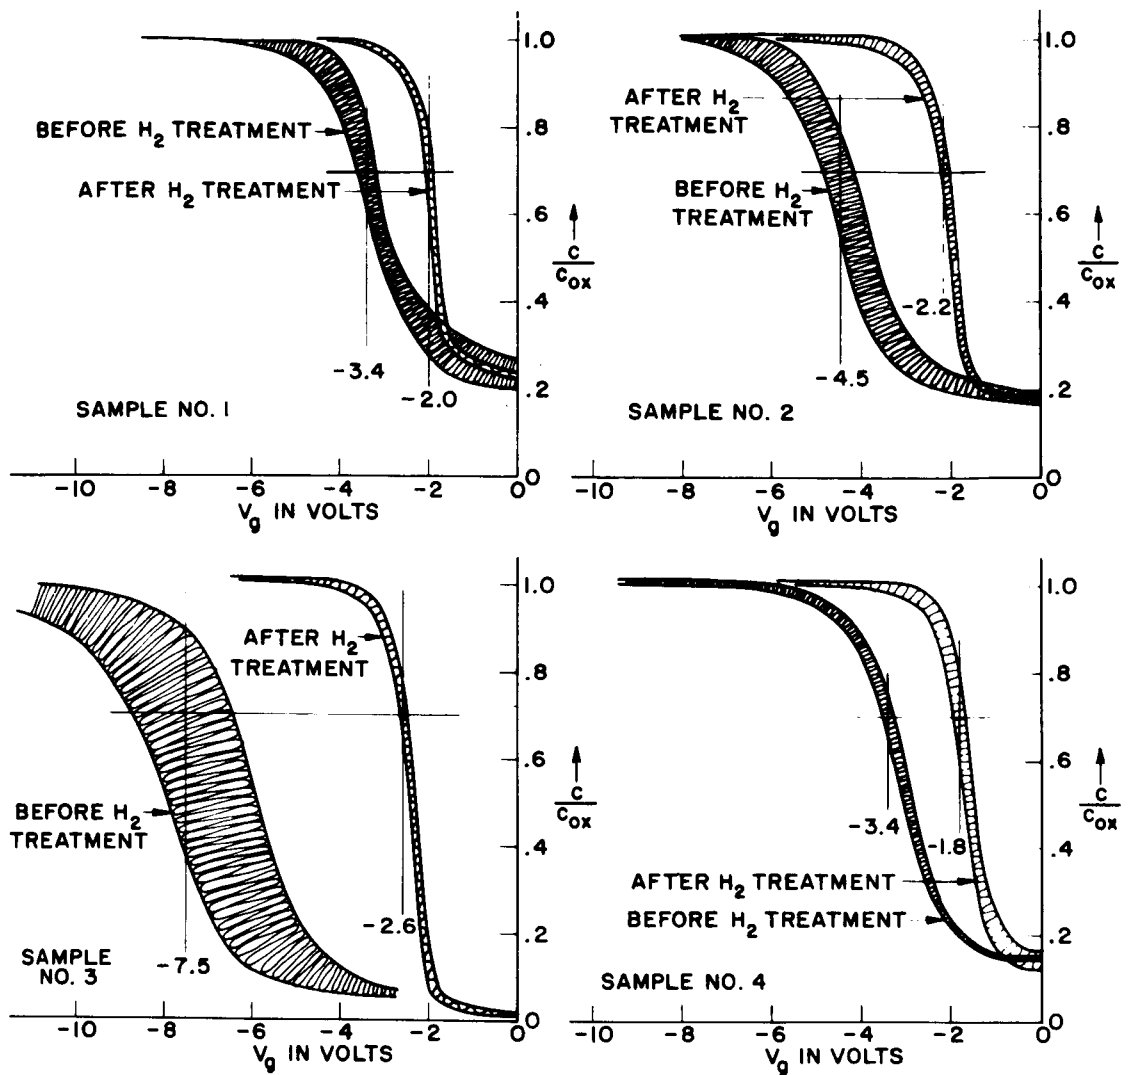 1.0
BEFORE H2 TREATMENT
.8
AFTER H2 TREATMENT
.6
C/COX
.4
-3.4
-2.0
.2
SAMPLE NO. 1
0
-10 -8 -6 -4 -2 0
Vg IN VOLTS
1.0
AFTER H2
TREATMENT
.8
BEFORE H2
TREATMENT
.6
C/COX
-2.2
.4
-4.5
.2
SAMPLE NO. 2
0
-10 -8 -6 -4 -2 0
Vg IN VOLTS
1.0
AFTER H2
TREATMENT
.8
.6
C/COX
BEFORE H2
TREATMENT
.4
-2.6
.2
SAMPLE
NO. 3
-7.5
0
-10 -8 -6 -4 -2 0
Vg IN VOLTS
1.0
.8
.6
C/COX
-3.4
-1.8
.4
AFTER H2 TREATMENT
BEFORE H2 TREATMENT
.2
SAMPLE NO. 4
0
-10 -8 -6 -4 -2 0
Vg IN VOLTS